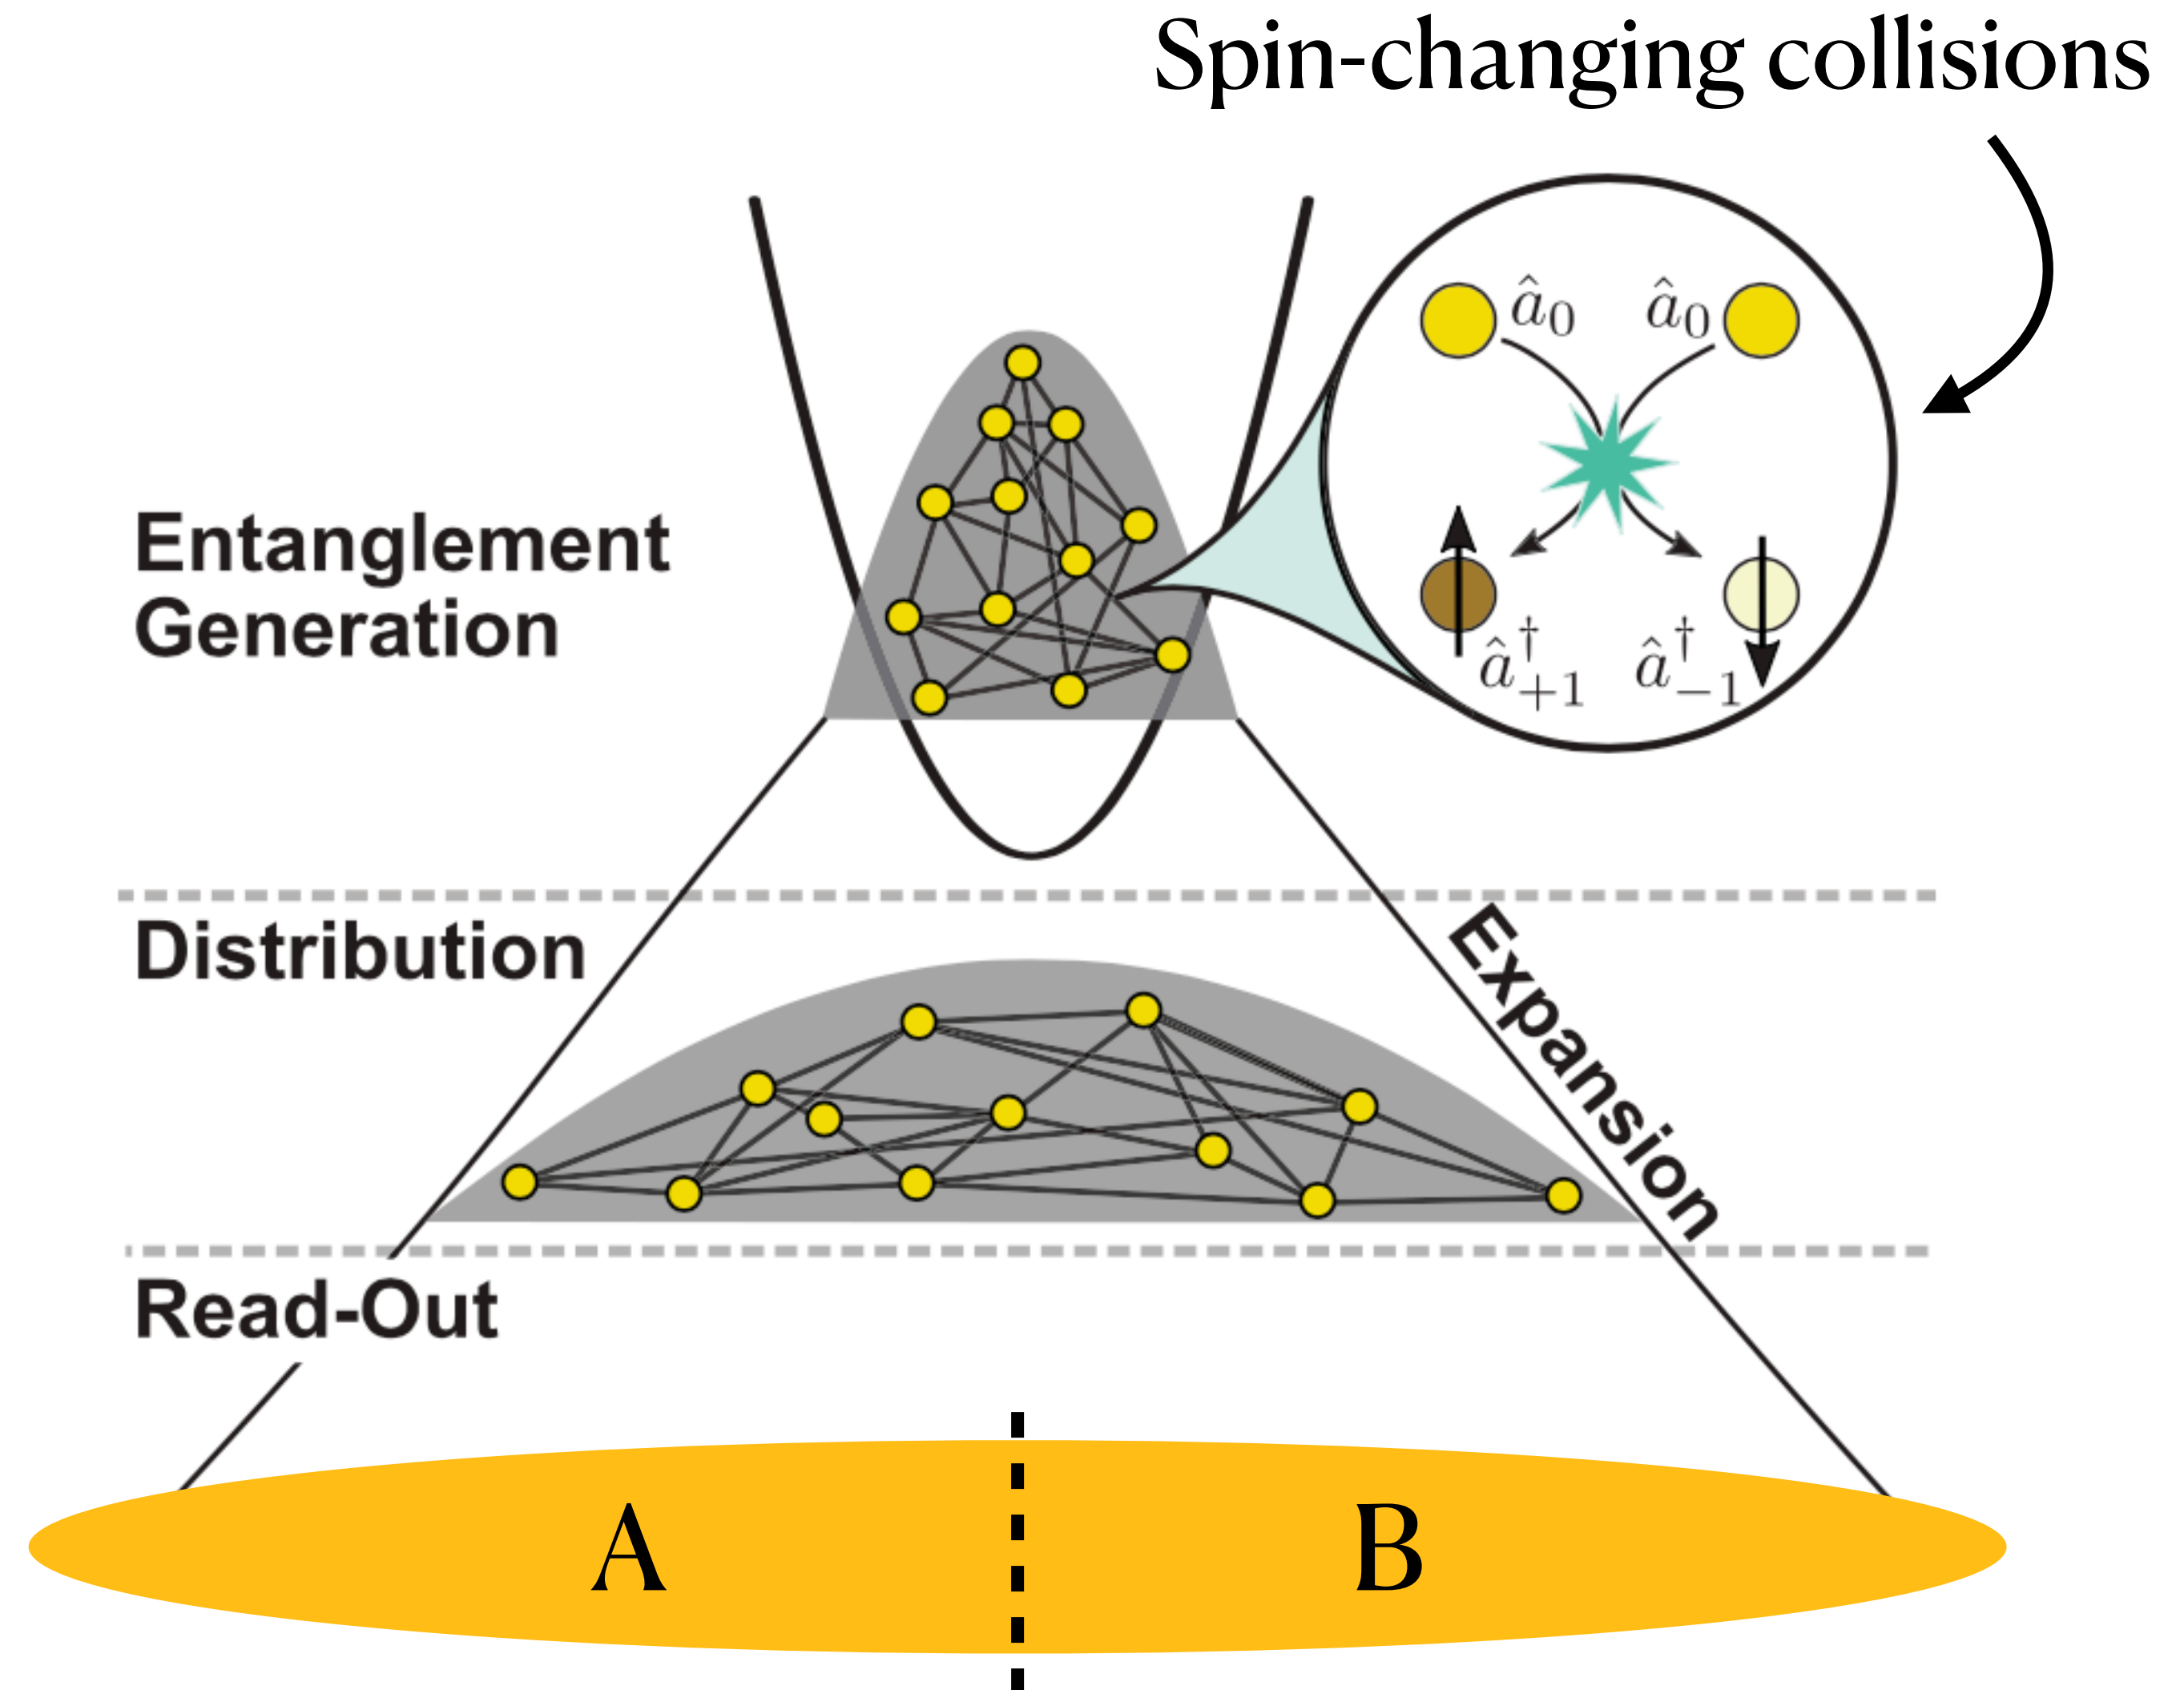 Spin-changing collisions
â₀ â₀
Entanglement
Generation
â†₊₁ â†₋₁
Distribution
Expansion
Read-Out
A B